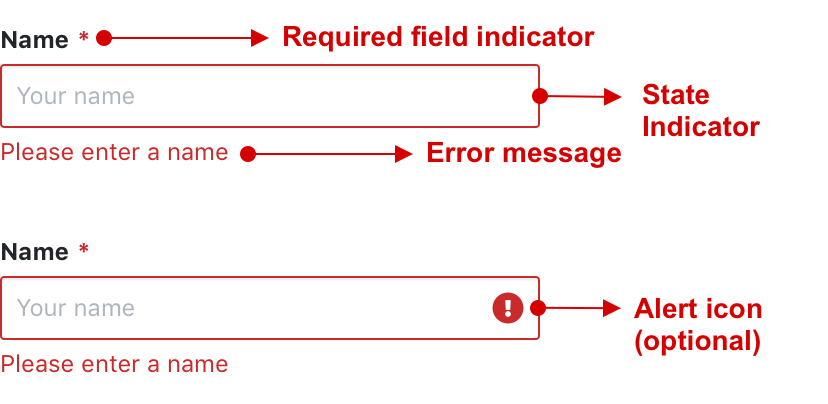 Name * Required field indicator
Your name
State
Indicator
Please enter a name
Error message
Name *
Your name
!
Alert icon
(optional)
Please enter a name